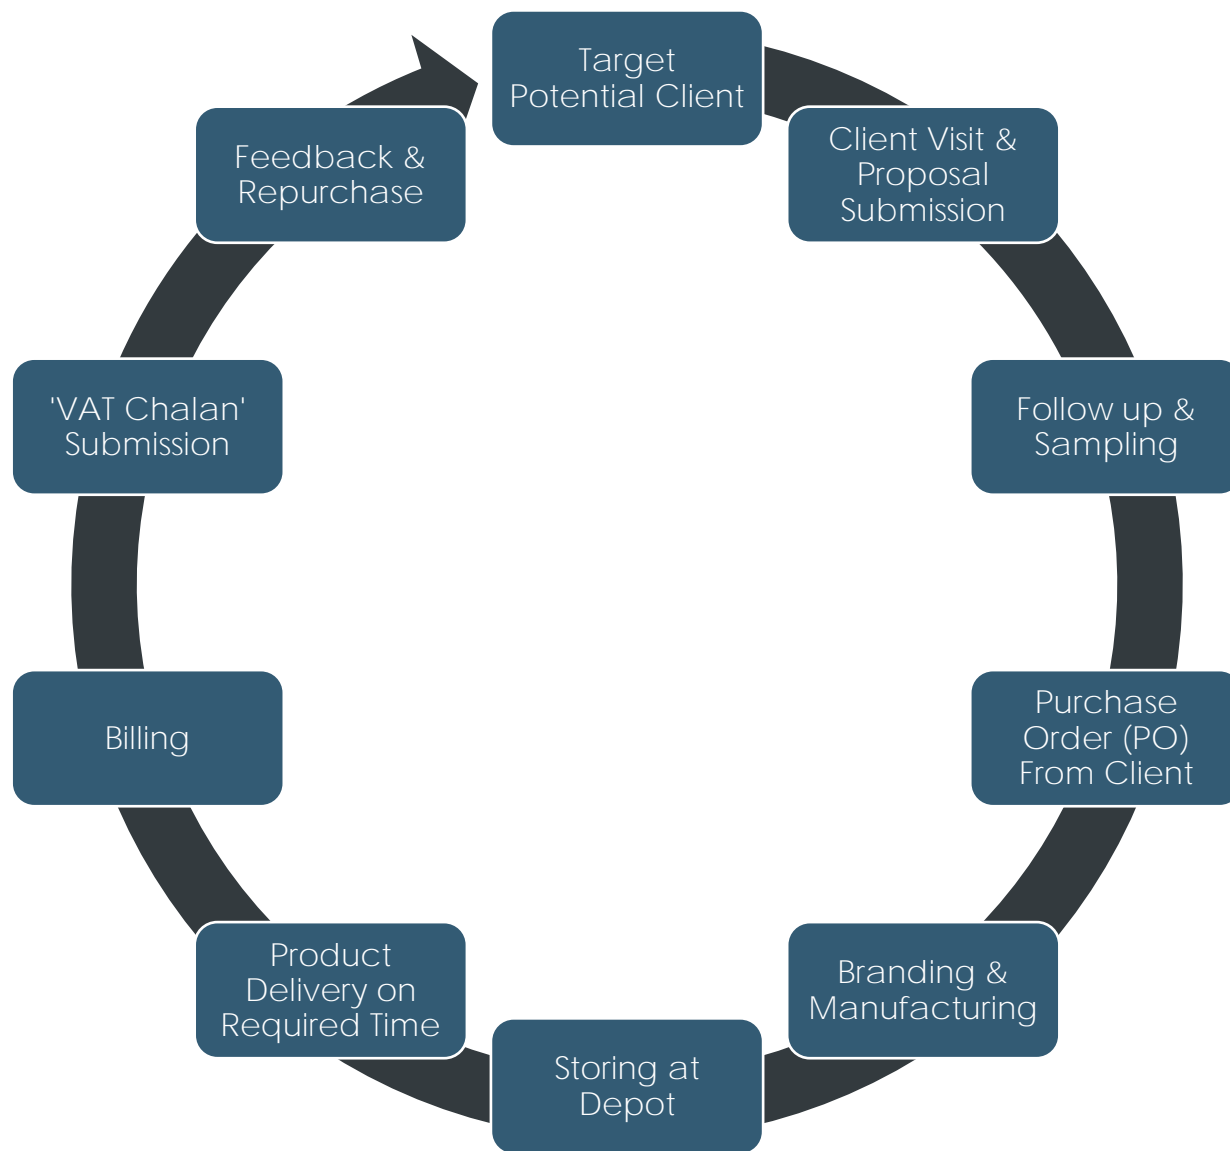 Target
Potential Client
Client Visit &
Proposal
Submission
Follow up &
Sampling
Purchase
Order (PO)
From Client
Branding &
Manufacturing
Storing at
Depot
Product
Delivery on
Required Time
Billing
'VAT Chalan'
Submission
Feedback &
Repurchase